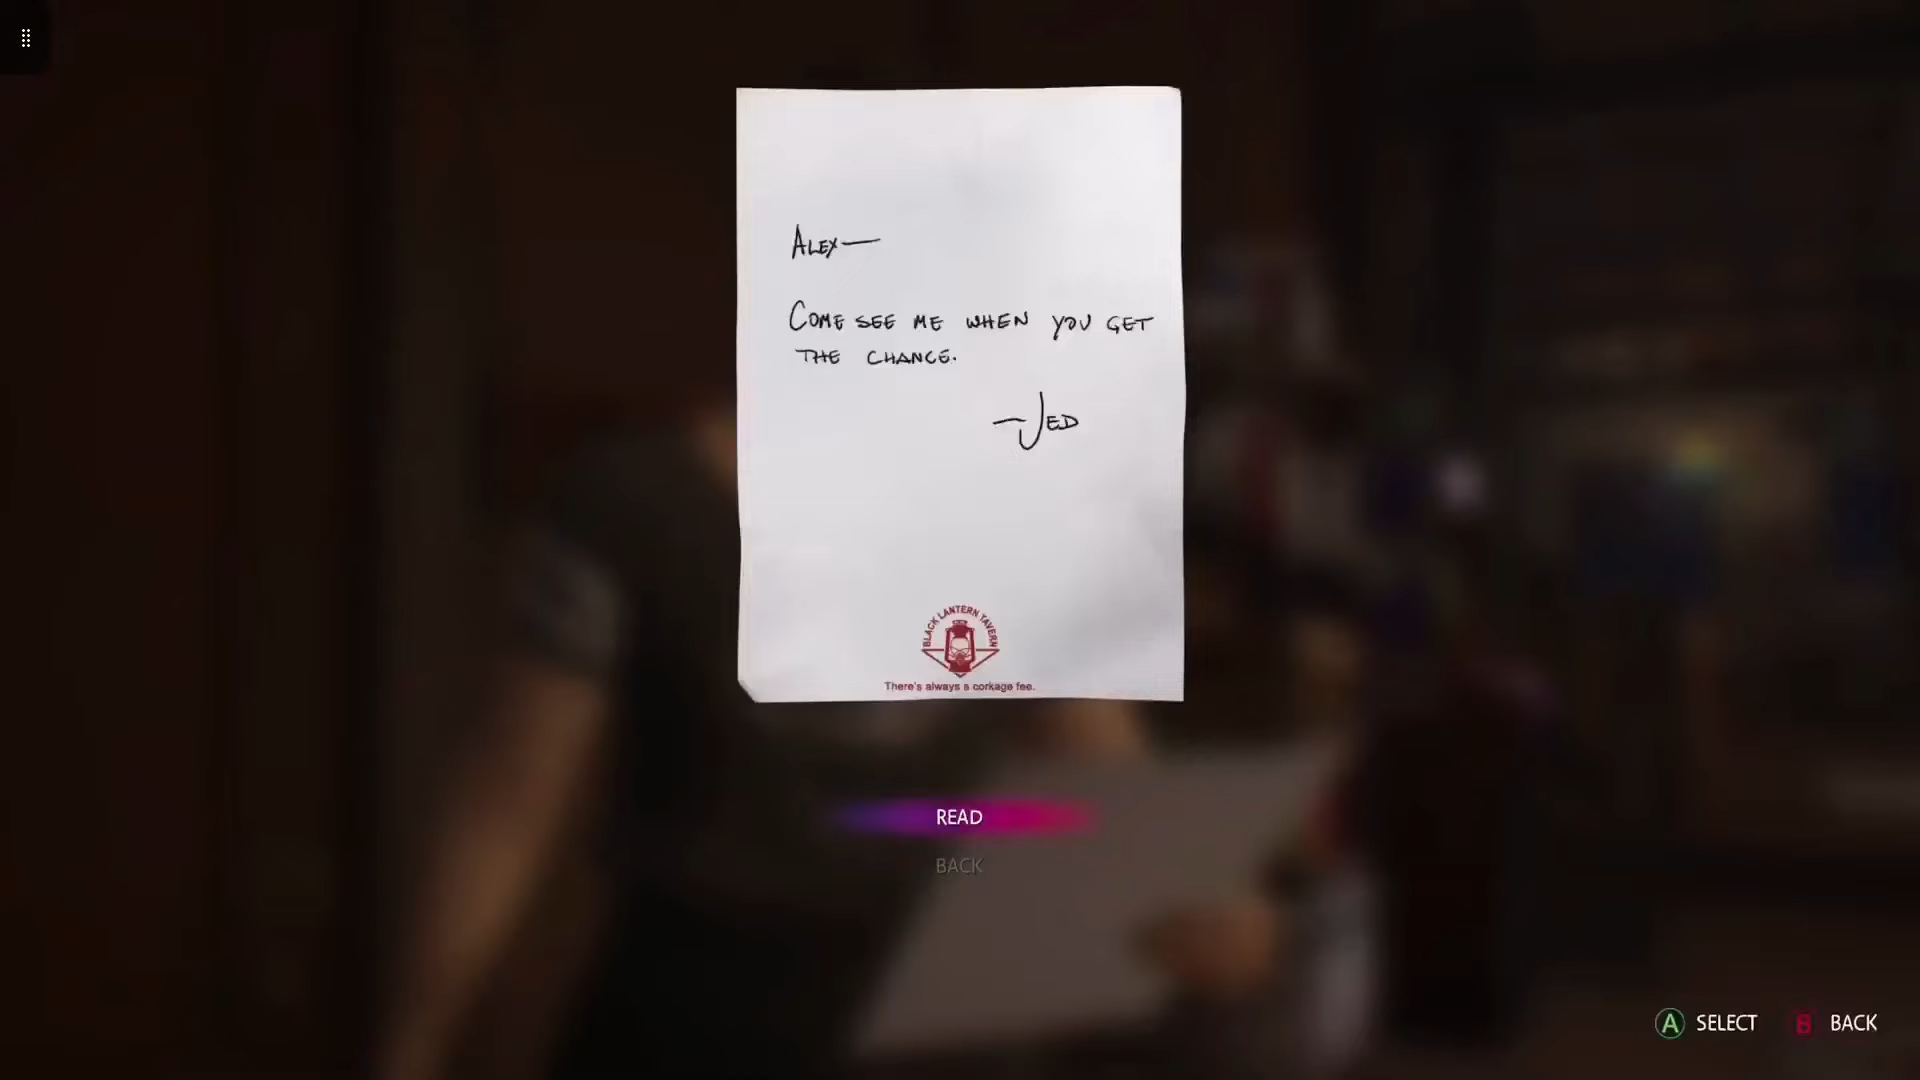 ALEX—
COME SEE ME WHEN YOU GET
THE CHANCE.
—JED
BLACK LANTERN TAVERN
There's always a corkage fee.
READ
BACK
A SELECT B BACK